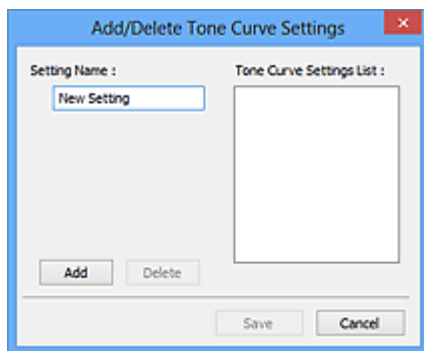 Add/Delete Tone Curve Settings
Setting Name :
Tone Curve Settings List :
New Setting
Add
Delete
Save
Cancel